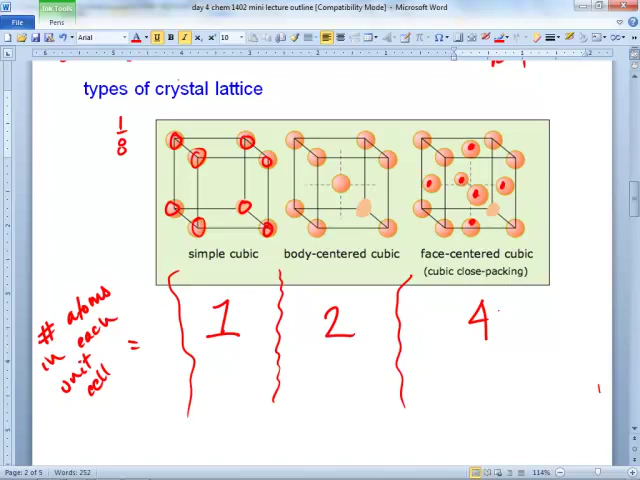 Ink Tools
day 4 chem 1402 mini lecture outline [Compatibility Mode] - Microsoft Word
File
Pens
Arial
types of crystal lattice
1
8
simple cubic
body-centered cubic
face-centered cubic
(cubic close-packing)
# atoms
in each
unit
cell
=
1
2
4
Page: 2 of 5
Words: 252
114%